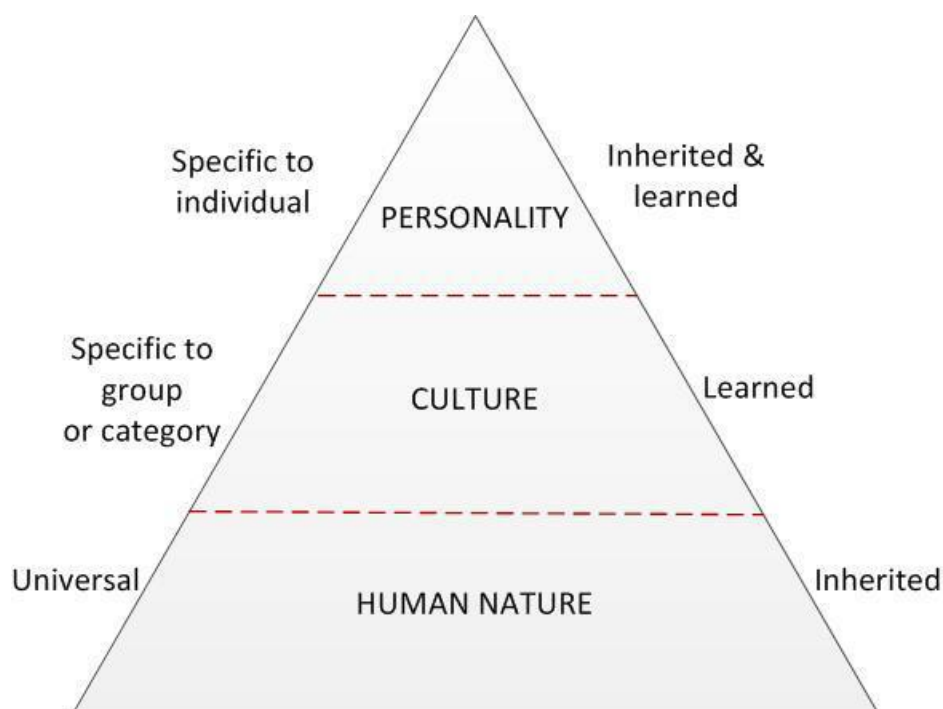 Specific to
individual
PERSONALITY
Inherited &
learned
Specific to
group
or category
CULTURE
Learned
Universal
HUMAN NATURE
Inherited